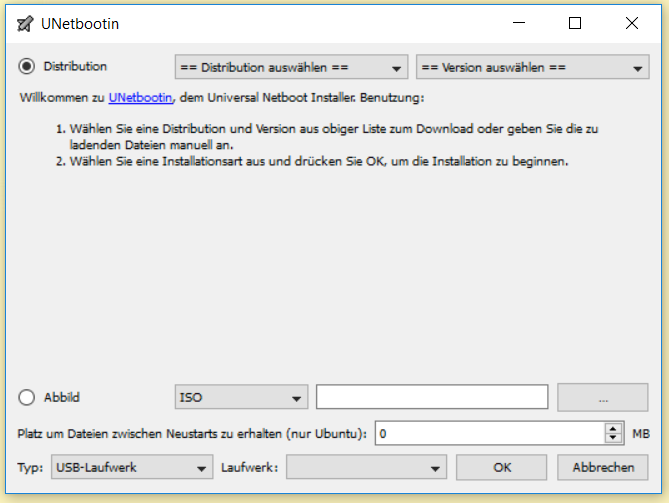 UNetbootin
Distribution == Distribution auswählen == == Version auswählen ==
Willkommen zu UNetbootin, dem Universal Netboot Installer. Benutzung:
1. Wählen Sie eine Distribution und Version aus obiger Liste zum Download oder geben Sie die zu
ladenden Dateien manuell an.
2. Wählen Sie eine Installationsart aus und drücken Sie OK, um die Installation zu beginnen.
Abbild ISO ...
Platz um Dateien zwischen Neustarts zu erhalten (nur Ubuntu): 0 MB
Typ: USB-Laufwerk Laufwerk: OK Abbrechen